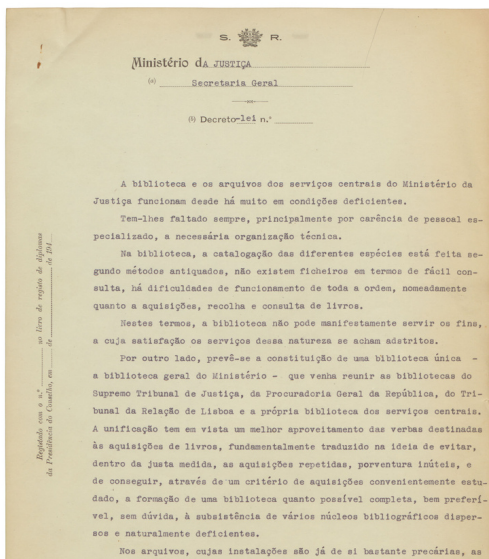 S. R.
Ministério dA JUSTIÇA
(a) Secretaria Geral
(b) Decreto-lei n.º
A biblioteca e os arquivos dos serviços centrais do Ministério da
Justiça funcionam desde há muito em condições deficientes.
Tem-lhes faltado sempre, principalmente por carência de pessoal es-
pecializado, a necessária organização técnica.
Na biblioteca, a catalogação das diferentes espécies está feita se-
gundo métodos antiquados, não existem ficheiros em termos de fácil con-
sulta, há dificuldades de funcionamento de toda a ordem, nomeadamente
quanto a aquisições, recolha e consulta de livros.
Nestes termos, a biblioteca não pode manifestamente servir os fins,
a cuja satisfação os serviços dessa natureza se acham adstritos.
Por outro lado, prevê-se a constituição de uma biblioteca única -
a biblioteca geral do Ministério - que venha reunir as bibliotecas do
Supremo Tribunal de Justiça, da Procuradoria Geral da República, do Tri-
bunal da Relação de Lisboa e a própria biblioteca dos serviços centrais.
A unificação tem em vista um melhor aproveitamento das verbas destinadas
às aquisições de livros, fundamentalmente traduzido na ideia de evitar,
dentro da justa medida, as aquisições repetidas, porventura inúteis, e
de conseguir, através de um critério de aquisições convenientemente estu-
dado, a formação de uma biblioteca quanto possível completa, bem preferí-
vel, sem dúvida, à subsistência de vários núcleos bibliográficos disper-
sos e naturalmente deficientes.
Nos arquivos, cujas instalações são já de si bastante precárias, as
Registado com o n.º no livro de registo de diplomas
da Presidência do Conselho, em de de 194